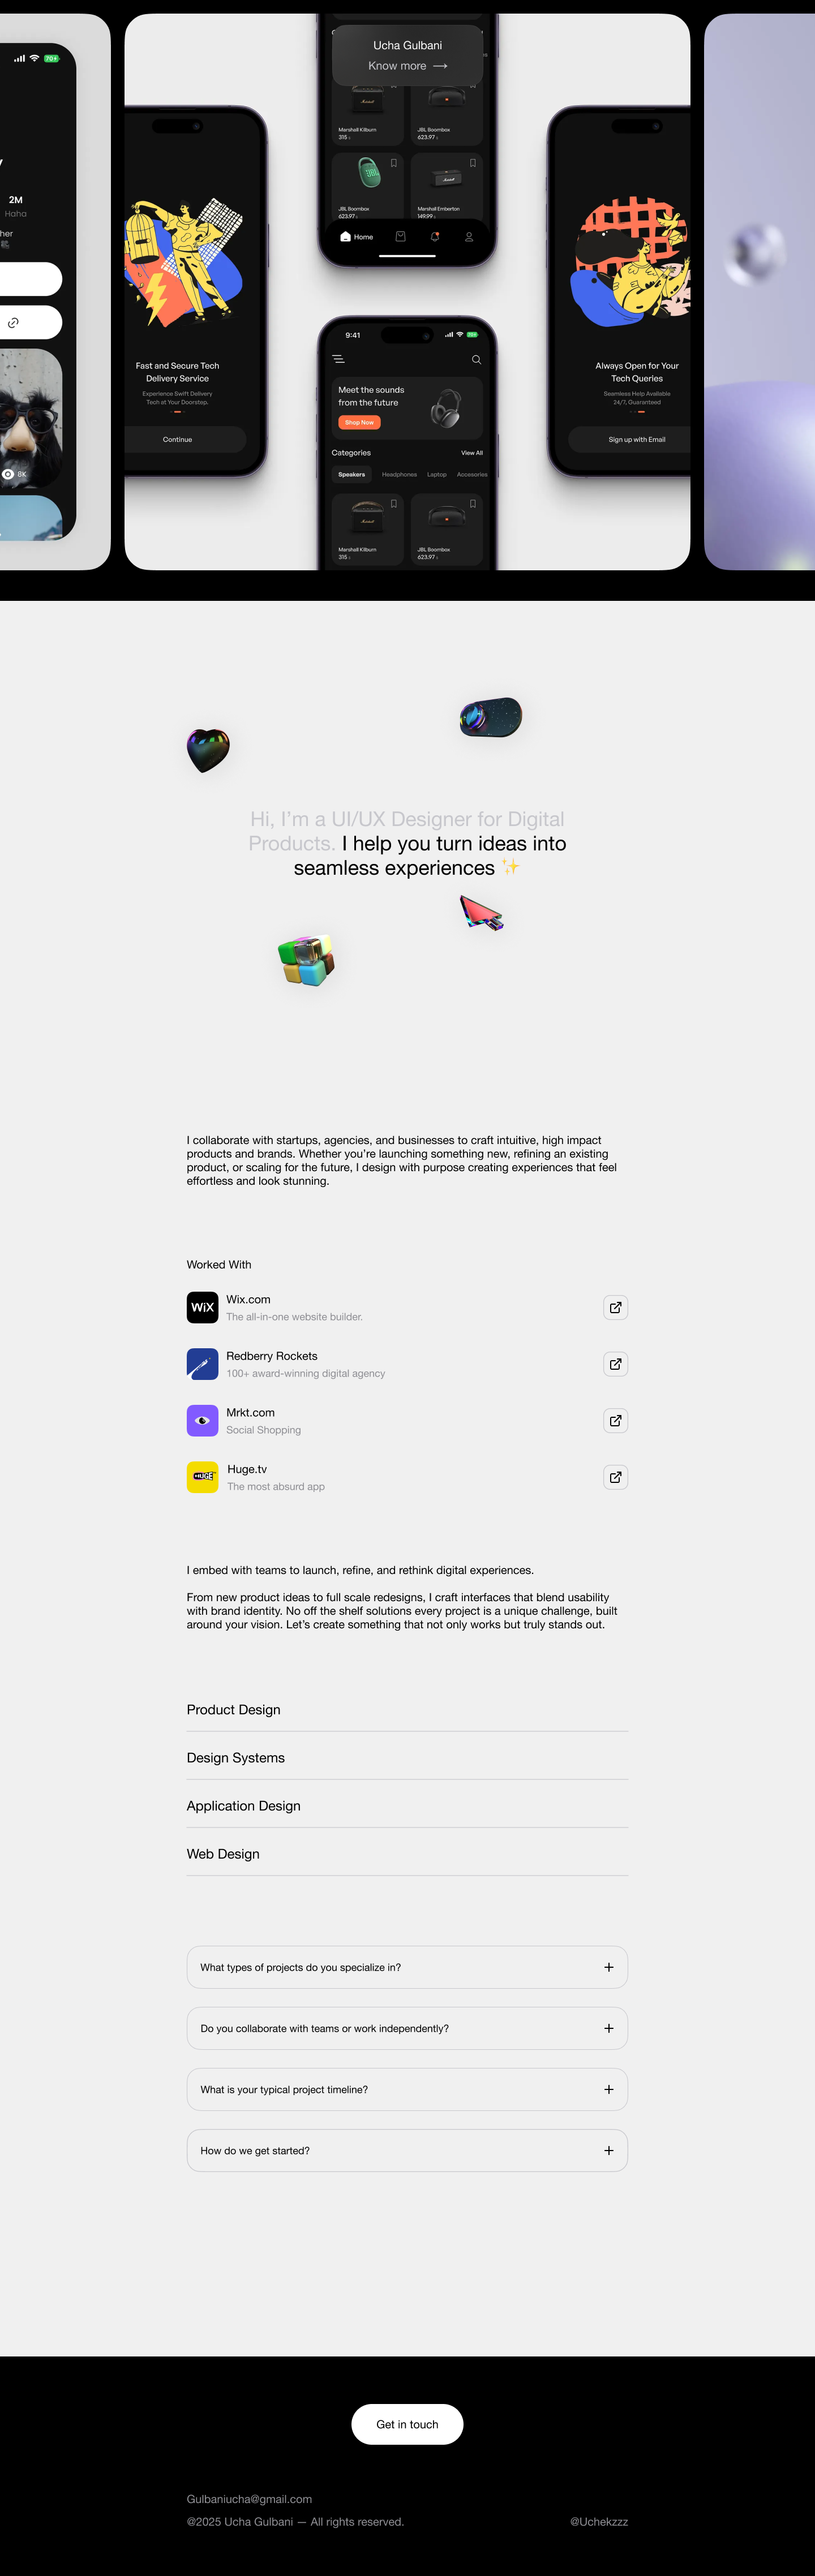 Ucha Gulbani
Know more →
70+
2M
Haha
her
8K
Marshall Kilburn
315
JBL Boombox
623.97
JBL Boombox
623.97
Marshall Emberton
149.99
Home
Fast and Secure Tech
Delivery Service
Experience Swift Delivery
Tech at Your Doorstep.
Continue
9:41
Meet the sounds
from the future
Shop Now
Categories
View All
Speakers
Headphones
Laptop
Accesories
Marshall Kilburn
315
JBL Boombox
623.97
Always Open for Your
Tech Queries
Seamless Help Available
24/7, Guaranteed
Sign up with Email
Hi, I’m a UI/UX Designer for Digital
Products. I help you turn ideas into
seamless experiences ✨
I collaborate with startups, agencies, and businesses to craft intuitive, high impact
products and brands. Whether you’re launching something new, refining an existing
product, or scaling for the future, I design with purpose creating experiences that feel
effortless and look stunning.
Worked With
WiX
Wix.com
The all-in-one website builder.
Redberry Rockets
100+ award-winning digital agency
Mrkt.com
Social Shopping
HUGE
Huge.tv
The most absurd app
I embed with teams to launch, refine, and rethink digital experiences.
From new product ideas to full scale redesigns, I craft interfaces that blend usability
with brand identity. No off the shelf solutions every project is a unique challenge, built
around your vision. Let’s create something that not only works but truly stands out.
Product Design
Design Systems
Application Design
Web Design
What types of projects do you specialize in?
Do you collaborate with teams or work independently?
What is your typical project timeline?
How do we get started?
Get in touch
Gulbaniucha@gmail.com
@2025 Ucha Gulbani — All rights reserved.
@Uchekzzz